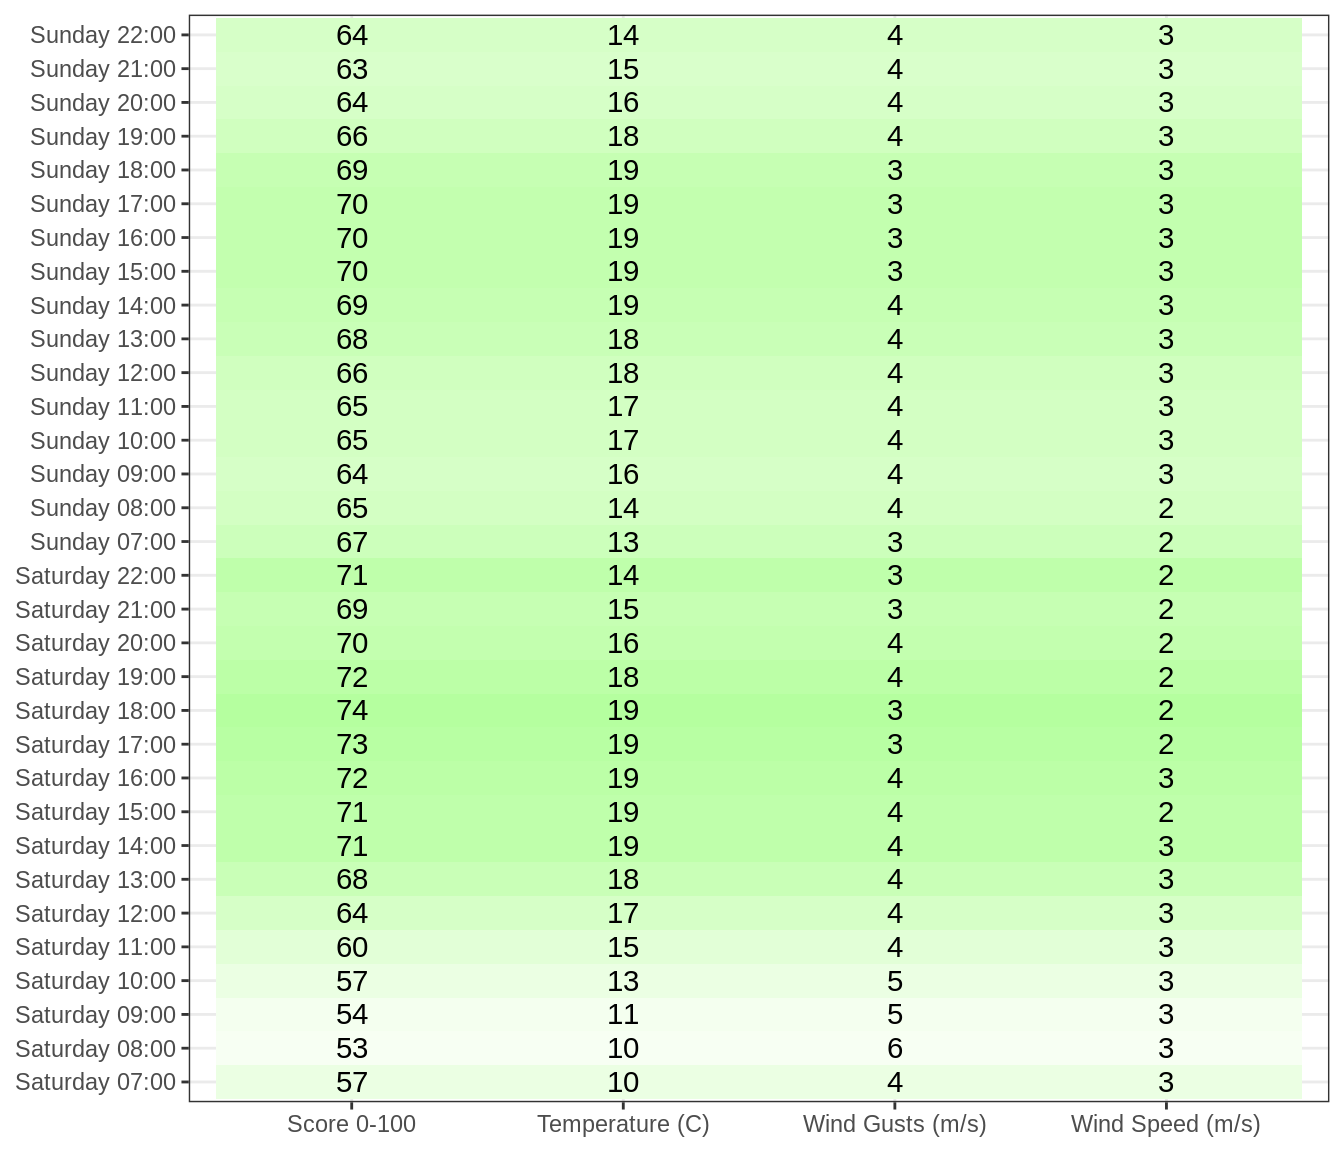 Sunday 22:00 64 14 4 3
Sunday 21:00 63 15 4 3
Sunday 20:00 64 16 4 3
Sunday 19:00 66 18 4 3
Sunday 18:00 69 19 3 3
Sunday 17:00 70 19 3 3
Sunday 16:00 70 19 3 3
Sunday 15:00 70 19 3 3
Sunday 14:00 69 19 4 3
Sunday 13:00 68 18 4 3
Sunday 12:00 66 18 4 3
Sunday 11:00 65 17 4 3
Sunday 10:00 65 17 4 3
Sunday 09:00 64 16 4 3
Sunday 08:00 65 14 4 2
Sunday 07:00 67 13 3 2
Saturday 22:00 71 14 3 2
Saturday 21:00 69 15 3 2
Saturday 20:00 70 16 4 2
Saturday 19:00 72 18 4 2
Saturday 18:00 74 19 3 2
Saturday 17:00 73 19 3 2
Saturday 16:00 72 19 4 3
Saturday 15:00 71 19 4 2
Saturday 14:00 71 19 4 3
Saturday 13:00 68 18 4 3
Saturday 12:00 64 17 4 3
Saturday 11:00 60 15 4 3
Saturday 10:00 57 13 5 3
Saturday 09:00 54 11 5 3
Saturday 08:00 53 10 6 3
Saturday 07:00 57 10 4 3
Score 0-100 Temperature (C) Wind Gusts (m/s) Wind Speed (m/s)